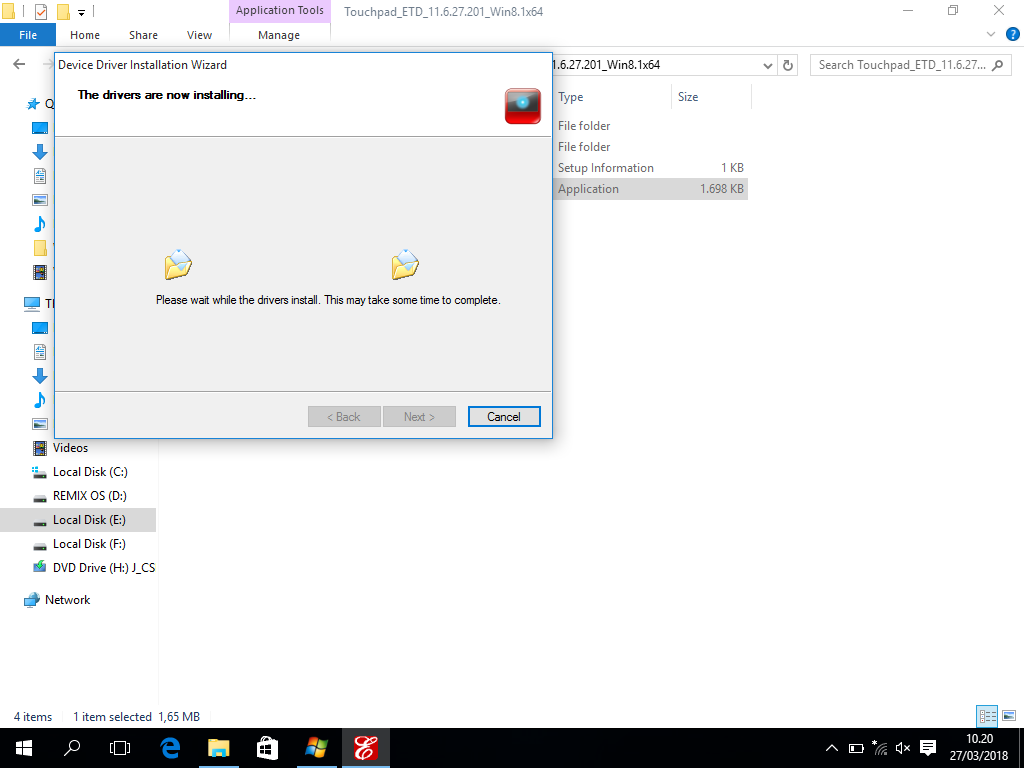 Application Tools
Touchpad_ETD_11.6.27.201_Win8.1x64
File
Home
Share
View
Manage
1.6.27.201_Win8.1x64
Search Touchpad_ETD_11.6.27...
Device Driver Installation Wizard
The drivers are now installing...
Please wait while the drivers install. This may take some time to complete.
< Back
Next >
Cancel
Type
Size
File folder
File folder
Setup Information
1 KB
Application
1.698 KB
Q
Th
Videos
Local Disk (C:)
REMIX OS (D:)
Local Disk (E:)
Local Disk (F:)
DVD Drive (H:) J_CS
Network
4 items
1 item selected 1,65 MB
10.20
27/03/2018